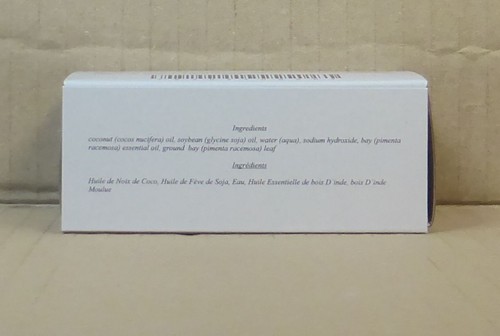 Ingredients
coconut (cocos nucifera) oil, soybean (glycine soja) oil, water (aqua), sodium hydroxide, bay (pimenta
racemosa) essential oil, ground bay (pimenta racemosa) leaf
Ingrédients
Huile de Noix de Coco, Huile de Fève de Soja, Eau, Huile Essentielle de bois D'inde, bois D'inde
Moulue